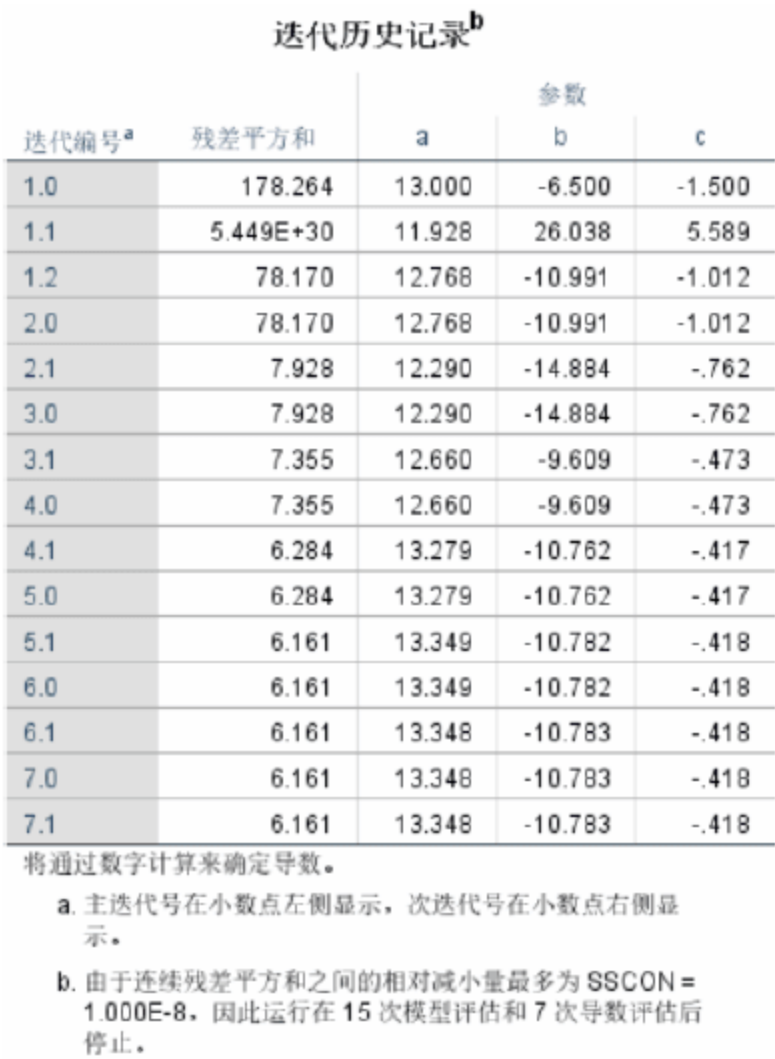 迭代历史记录b
参数
迭代编号a 残差平方和 a b c
1.0 178.264 13.000 -6.500 -1.500
1.1 5.449E+30 11.928 26.038 5.589
1.2 78.170 12.768 -10.991 -1.012
2.0 78.170 12.768 -10.991 -1.012
2.1 7.928 12.290 -14.884 -.762
3.0 7.928 12.290 -14.884 -.762
3.1 7.355 12.660 -9.609 -.473
4.0 7.355 12.660 -9.609 -.473
4.1 6.284 13.279 -10.762 -.417
5.0 6.284 13.279 -10.762 -.417
5.1 6.161 13.349 -10.782 -.418
6.0 6.161 13.349 -10.782 -.418
6.1 6.161 13.348 -10.783 -.418
7.0 6.161 13.348 -10.783 -.418
7.1 6.161 13.348 -10.783 -.418
将通过数字计算来确定导数。
a. 主迭代号在小数点左侧显示，次迭代号在小数点右侧显
示。
b. 由于连续残差平方和之间的相对减小量最多为 SSCON =
1.000E-8，因此运行在 15 次模型评估和 7 次导数评估后
停止。